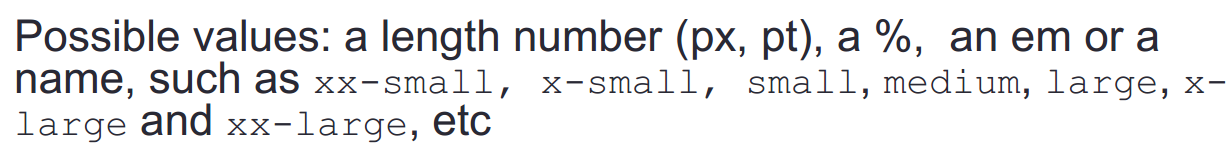 Possible values: a length number (px, pt), a %,  an em or a
name, such as xx-small, x-small, small, medium, large, x-
large and xx-large, etc